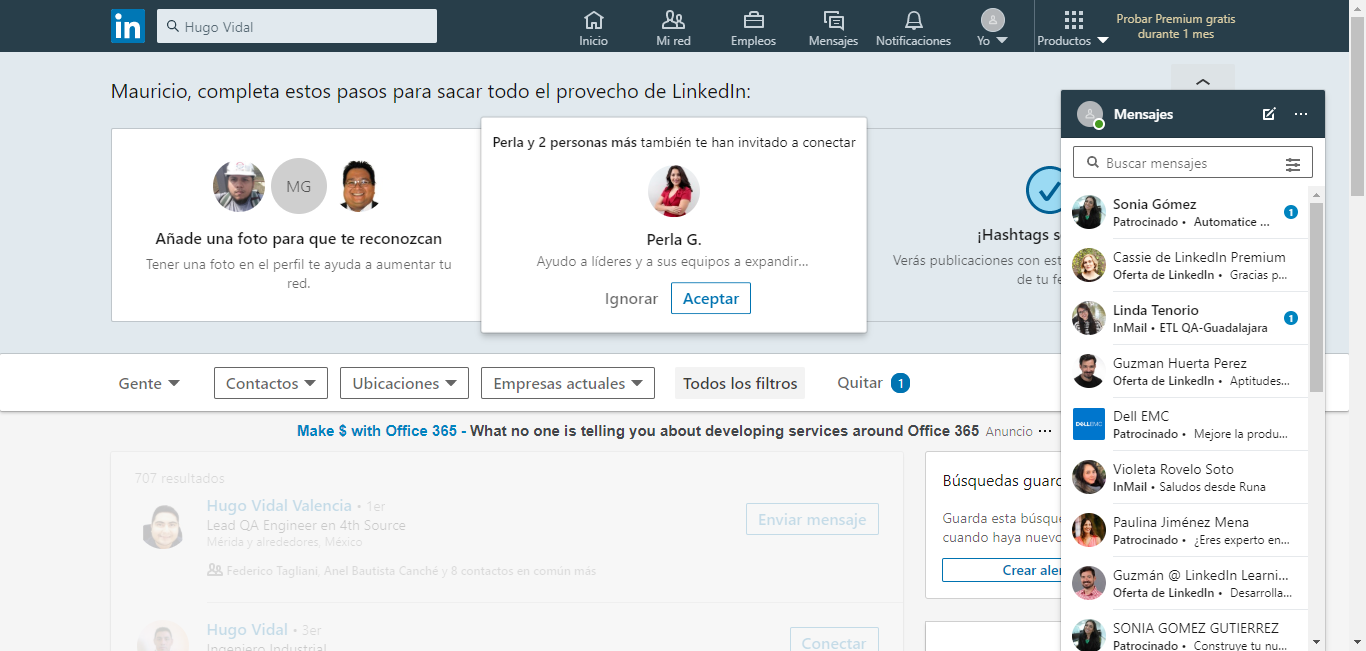 in
Hugo Vidal
Inicio
Mi red
Empleos
Mensajes
Notificaciones
Yo
Productos
Probar Premium gratis
durante 1 mes
Mauricio, completa estos pasos para sacar todo el provecho de LinkedIn:
MG
Añade una foto para que te reconozcan
Tener una foto en el perfil te ayuda a aumentar tu
red.
Perla y 2 personas más también te han invitado a conectar
Perla G.
Ayudo a líderes y a sus equipos a expandir...
Ignorar
Aceptar
¡Hashtags s
Verás publicaciones con est
de tu fe
Gente
Contactos
Ubicaciones
Empresas actuales
Todos los filtros
Quitar 1
Make $ with Office 365 - What no one is telling you about developing services around Office 365 Anuncio ···
707 resultados
Hugo Vidal Valencia • 1er
Lead QA Engineer en 4th Source
Mérida y alrededores, México
Federico Tagliani, Anel Bautista Canché y 8 contactos en común más
Enviar mensaje
Hugo Vidal • 3er
Ingeniero Industrial
Conectar
Búsquedas guard
Guarda esta búsque
cuando haya nuevo
Crear aler
Mensajes
Buscar mensajes
Sonia Gómez
Patrocinado • Automatice ...
1
Cassie de LinkedIn Premium
Oferta de LinkedIn • Gracias p...
Linda Tenorio
InMail • ETL QA-Guadalajara
1
Guzman Huerta Perez
Oferta de LinkedIn • Aptitudes...
DELLEMC
Dell EMC
Patrocinado • Mejore la produ...
Violeta Rovelo Soto
InMail • Saludos desde Runa
Paulina Jiménez Mena
Patrocinado • ¿Eres experto en...
Guzmán @ LinkedIn Learni...
Oferta de LinkedIn • Desarrolla...
SONIA GOMEZ GUTIERREZ
Patrocinado • Construye tu nu...